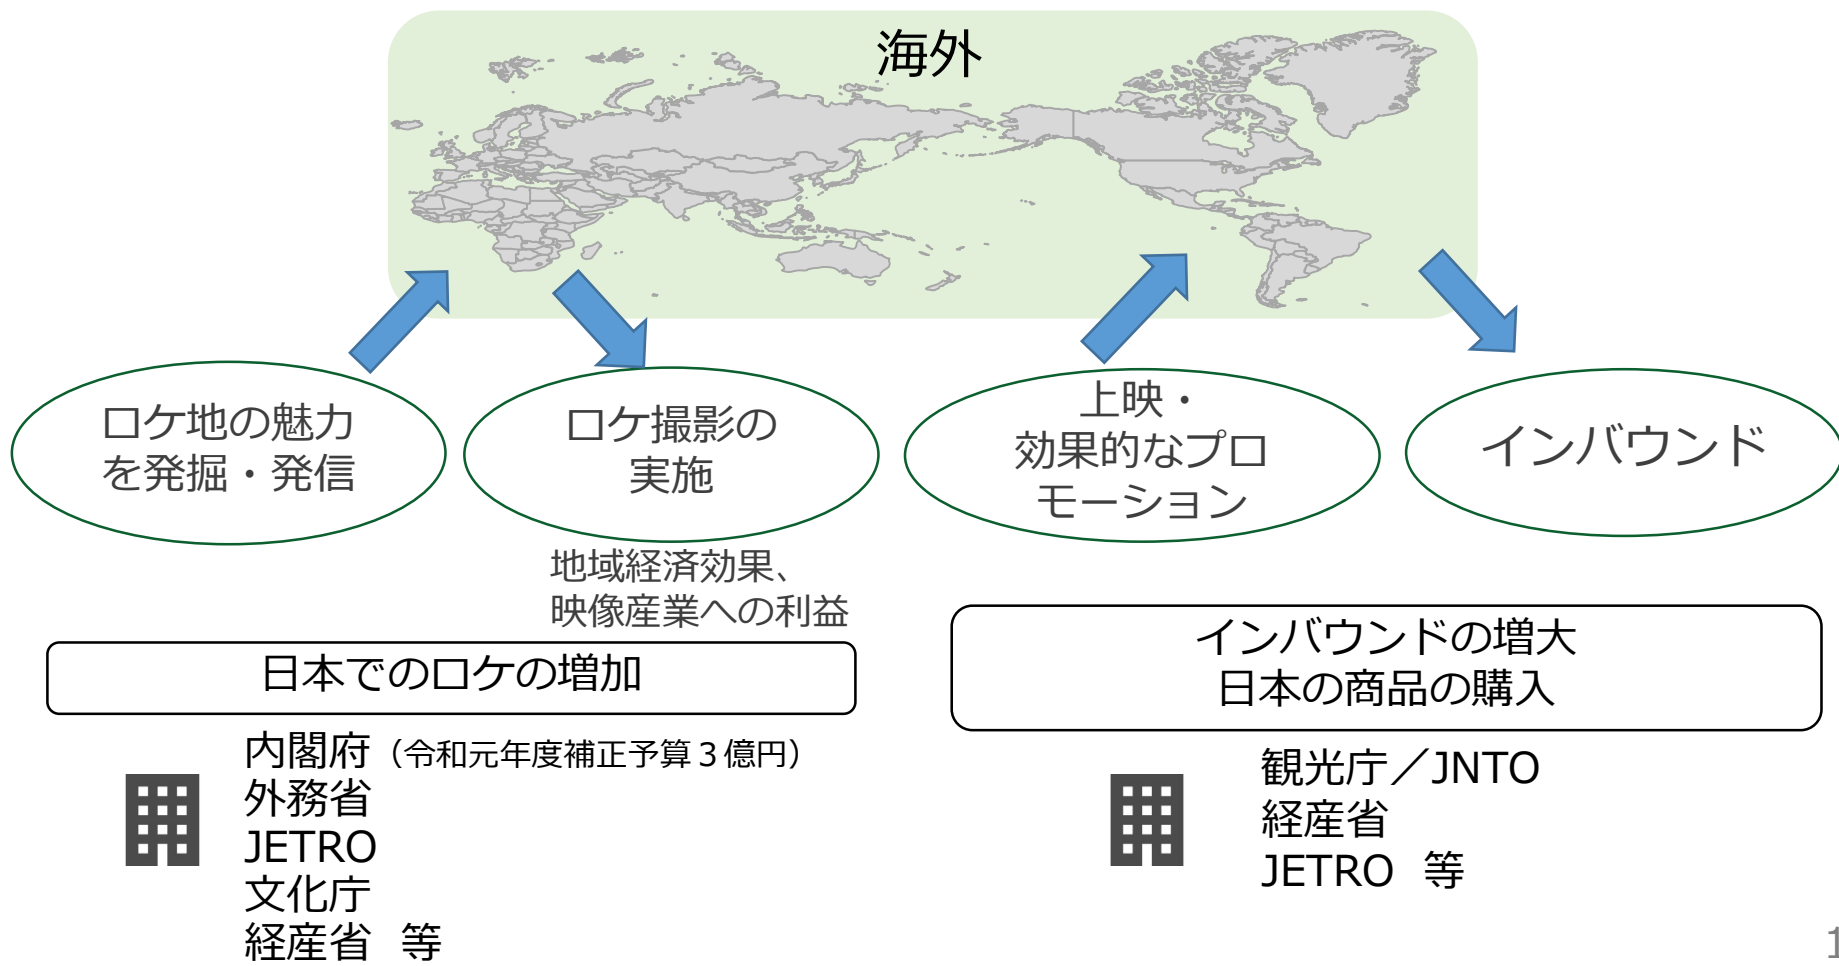 海外
ロケ地の魅力
を発掘・発信
ロケ撮影の
実施
上映・
効果的なプロ
モーション
インバウンド
地域経済効果、
映像産業への利益
日本でのロケの増加
インバウンドの増大
日本の商品の購入
内閣府（令和元年度補正予算３億円）
外務省
JETRO
文化庁
経産省　等
観光庁／JNTO
経産省
JETRO　等
1